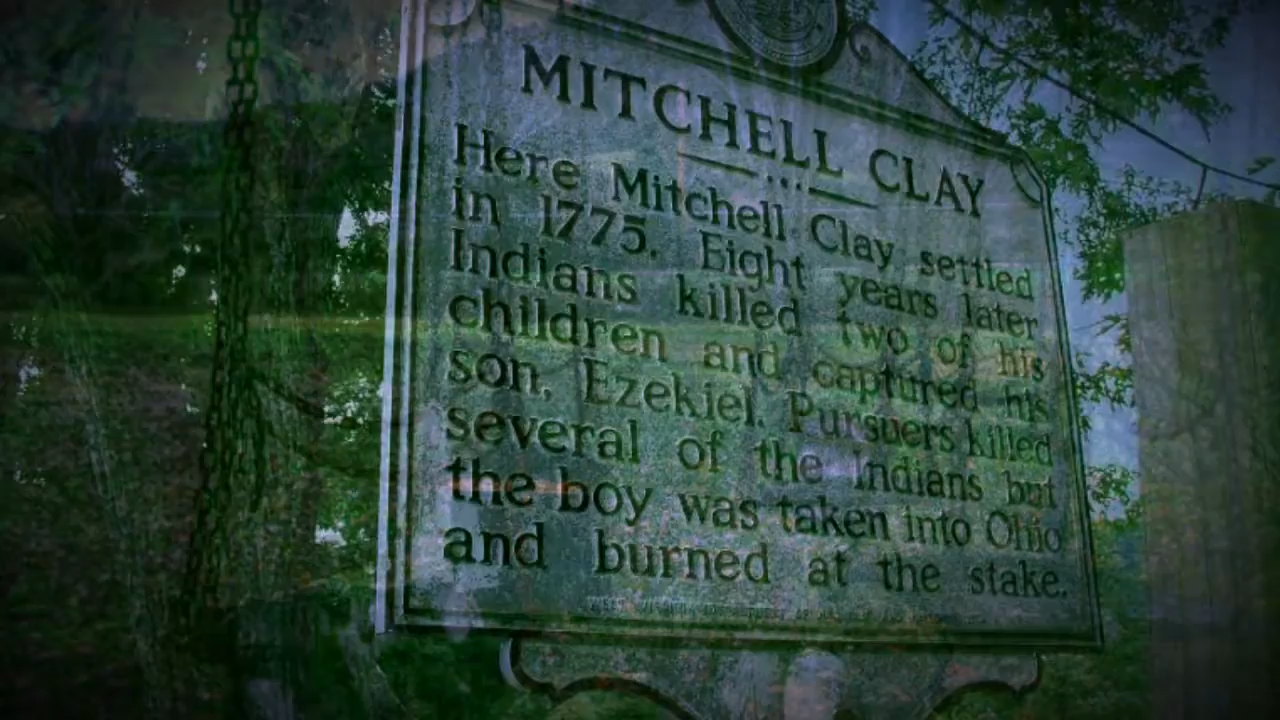 MITCHELL CLAY
Here Mitchell Clay settled
in 1775. Eight years later
Indians killed two of his
children and captured his
son, Ezekiel. Pursuers killed
several of the Indians but
the boy was taken into Ohio
and burned at the stake.